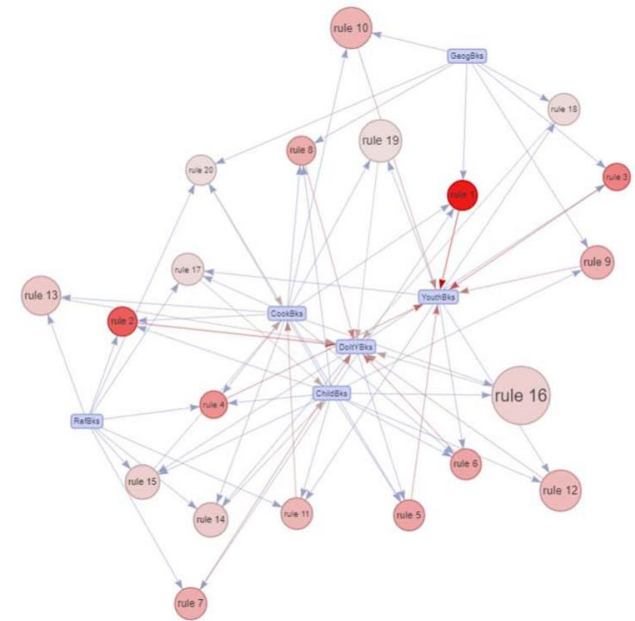 rule 10
GeogBks
rule 18
rule 19
rule 8
rule 20
rule 3
rule 1
rule 9
rule 17
rule 13
YouthBks
CookBks
rule 2
DoItYBks
ChildBks
rule 16
rule 4
RefBks
rule 6
rule 15
rule 12
rule 11
rule 5
rule 14
rule 7